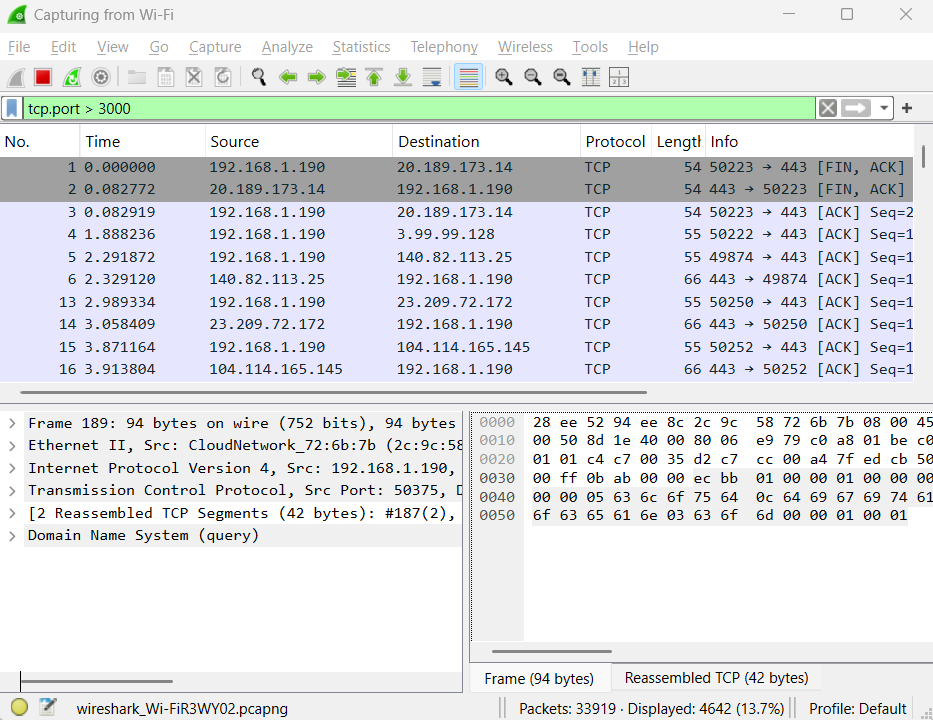 Capturing from Wi-Fi
File Edit View Go Capture Analyze Statistics Telephony Wireless Tools Help
tcp.port > 3000
No. Time Source Destination Protocol Length Info
1 0.000000 192.168.1.190 20.189.173.14 TCP 54 50223 → 443 [FIN, ACK]
2 0.082772 20.189.173.14 192.168.1.190 TCP 54 443 → 50223 [FIN, ACK]
3 0.082919 192.168.1.190 20.189.173.14 TCP 54 50223 → 443 [ACK] Seq=2
4 1.888236 192.168.1.190 3.99.99.128 TCP 55 50222 → 443 [ACK] Seq=1
5 2.291872 192.168.1.190 140.82.113.25 TCP 55 49874 → 443 [ACK] Seq=1
6 2.329120 140.82.113.25 192.168.1.190 TCP 66 443 → 49874 [ACK] Seq=1
13 2.989334 192.168.1.190 23.209.72.172 TCP 55 50250 → 443 [ACK] Seq=1
14 3.058409 23.209.72.172 192.168.1.190 TCP 66 443 → 50250 [ACK] Seq=1
15 3.871164 192.168.1.190 104.114.165.145 TCP 55 50252 → 443 [ACK] Seq=1
16 3.913804 104.114.165.145 192.168.1.190 TCP 66 443 → 50252 [ACK] Seq=1
Frame 189: 94 bytes on wire (752 bits), 94 bytes
Ethernet II, Src: CloudNetwork_72:6b:7b (2c:9c:58
Internet Protocol Version 4, Src: 192.168.1.190,
Transmission Control Protocol, Src Port: 50375, D
[2 Reassembled TCP Segments (42 bytes): #187(2),
Domain Name System (query)
0000 28 ee 52 94 ee 8c 2c 9c 58 72 6b 7b 08 00 45
0010 00 50 8d 1e 40 00 80 06 e9 79 c0 a8 01 be c0
0020 01 01 c4 c7 00 35 d2 c7 cc 00 a4 7f ed cb 50
0030 00 ff 0b ab 00 00 ec bb 01 00 00 01 00 00 00
0040 00 00 05 63 6c 6f 75 64 0c 64 69 67 69 74 61
0050 6f 63 65 61 6e 03 63 6f 6d 00 00 01 00 01
Frame (94 bytes) Reassembled TCP (42 bytes)
wireshark_Wi-FiR3WY02.pcapng Packets: 33919 · Displayed: 4642 (13.7%) Profile: Default